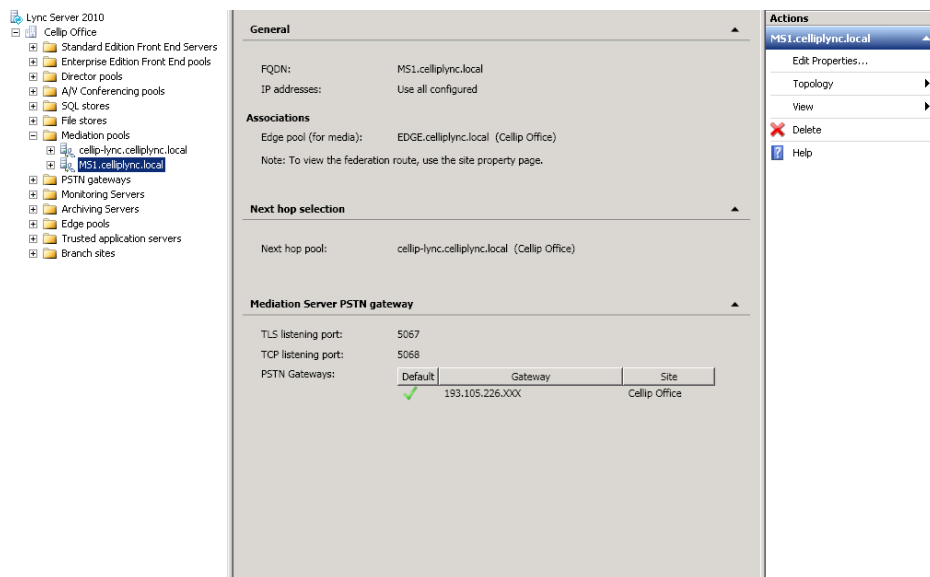 Lync Server 2010
Cellip Office
Standard Edition Front End Servers
Enterprise Edition Front End pools
Director pools
A/V Conferencing pools
SQL stores
File stores
Mediation pools
cellip-lync.celliplync.local
MS1.celliplync.local
PSTN gateways
Monitoring Servers
Archiving Servers
Edge pools
Trusted application servers
Branch sites
General
FQDN: MS1.celliplync.local
IP addresses: Use all configured
Associations
Edge pool (for media): EDGE.celliplync.local (Cellip Office)
Note: To view the federation route, use the site property page.
Next hop selection
Next hop pool: cellip-lync.celliplync.local (Cellip Office)
Mediation Server PSTN gateway
TLS listening port: 5067
TCP listening port: 5068
PSTN Gateways: Default Gateway Site
193.105.226.XXX Cellip Office
Actions
MS1.celliplync.local
Edit Properties...
Topology
View
Delete
Help